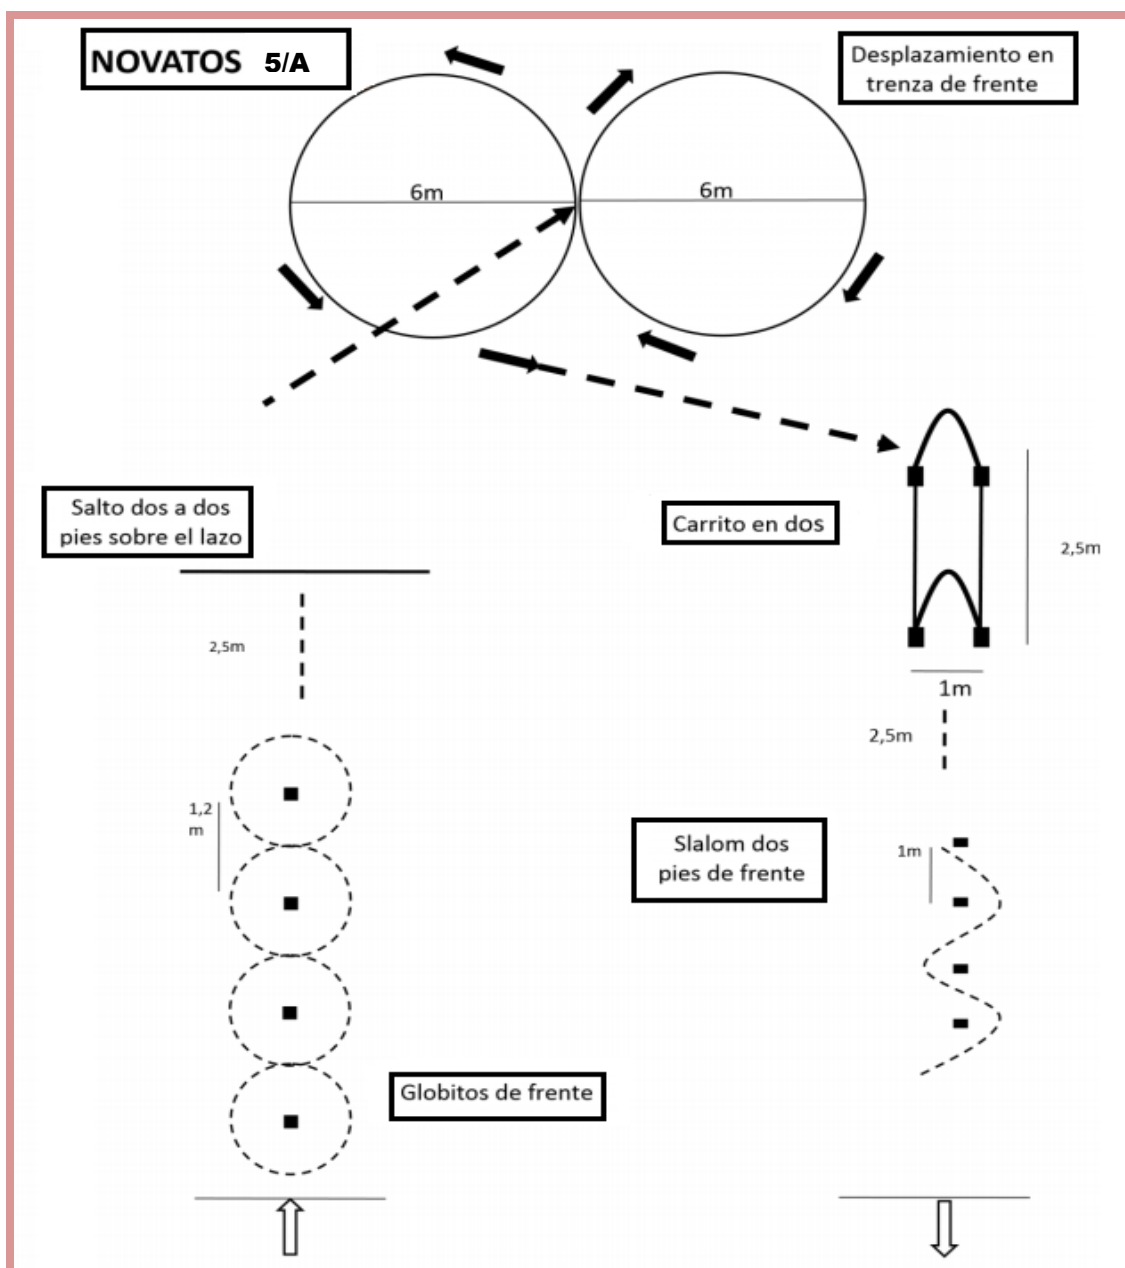 NOVATOS 5/A
Desplazamiento en
trenza de frente
6m
6m
Salto dos a dos
pies sobre el lazo
Carrito en dos
2,5m
2,5m
1m
2,5m
1,2
m
Slalom dos
pies de frente
1m
Globitos de frente